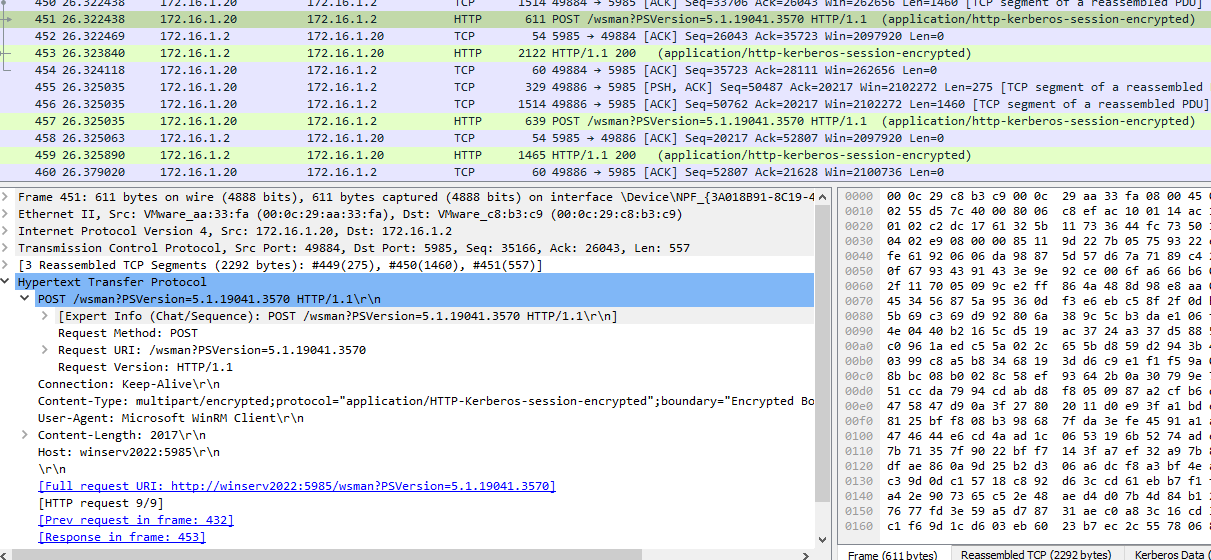 450 26.322438 172.16.1.20 172.16.1.2 TCP 1514 49884 → 5985 [ACK] Seq=33706 Ack=26043 Win=262656 Len=1460 [TCP segment of a reassembled PDU]
451 26.322438 172.16.1.20 172.16.1.2 HTTP 611 POST /wsman?PSVersion=5.1.19041.3570 HTTP/1.1 (application/http-kerberos-session-encrypted)
452 26.322469 172.16.1.2 172.16.1.20 TCP 54 5985 → 49884 [ACK] Seq=26043 Ack=35723 Win=2097920 Len=0
453 26.323840 172.16.1.2 172.16.1.20 HTTP 2122 HTTP/1.1 200 (application/http-kerberos-session-encrypted)
454 26.324118 172.16.1.20 172.16.1.2 TCP 60 49884 → 5985 [ACK] Seq=35723 Ack=28111 Win=262656 Len=0
455 26.325035 172.16.1.20 172.16.1.2 TCP 329 49886 → 5985 [PSH, ACK] Seq=50487 Ack=20217 Win=2102272 Len=275 [TCP segment of a reassembled
456 26.325035 172.16.1.20 172.16.1.2 TCP 1514 49886 → 5985 [ACK] Seq=50762 Ack=20217 Win=2102272 Len=1460 [TCP segment of a reassembled PDU]
457 26.325035 172.16.1.20 172.16.1.2 HTTP 639 POST /wsman?PSVersion=5.1.19041.3570 HTTP/1.1 (application/http-kerberos-session-encrypted)
458 26.325063 172.16.1.2 172.16.1.20 TCP 54 5985 → 49886 [ACK] Seq=20217 Ack=52807 Win=2097920 Len=0
459 26.325890 172.16.1.2 172.16.1.20 HTTP 1465 HTTP/1.1 200 (application/http-kerberos-session-encrypted)
460 26.379020 172.16.1.20 172.16.1.2 TCP 60 49886 → 5985 [ACK] Seq=52807 Ack=21628 Win=2100736 Len=0
Frame 451: 611 bytes on wire (4888 bits), 611 bytes captured (4888 bits) on interface \Device\NPF_{3A018B91-8C19-4
Ethernet II, Src: VMware_aa:33:fa (00:0c:29:aa:33:fa), Dst: VMware_c8:b3:c9 (00:0c:29:c8:b3:c9)
Internet Protocol Version 4, Src: 172.16.1.20, Dst: 172.16.1.2
Transmission Control Protocol, Src Port: 49884, Dst Port: 5985, Seq: 35166, Ack: 26043, Len: 557
[3 Reassembled TCP Segments (2292 bytes): #449(275), #450(1460), #451(557)]
Hypertext Transfer Protocol
POST /wsman?PSVersion=5.1.19041.3570 HTTP/1.1\r\n
[Expert Info (Chat/Sequence): POST /wsman?PSVersion=5.1.19041.3570 HTTP/1.1\r\n]
Request Method: POST
Request URI: /wsman?PSVersion=5.1.19041.3570
Request Version: HTTP/1.1
Connection: Keep-Alive\r\n
Content-Type: multipart/encrypted;protocol="application/HTTP-Kerberos-session-encrypted";boundary="Encrypted Bo
User-Agent: Microsoft WinRM Client\r\n
Content-Length: 2017\r\n
Host: winserv2022:5985\r\n
\r\n
[Full request URI: http://winserv2022:5985/wsman?PSVersion=5.1.19041.3570]
[HTTP request 9/9]
[Prev request in frame: 432]
[Response in frame: 453]
0000 00 0c 29 c8 b3 c9 00 0c 29 aa 33 fa 08 00 45 0
0010 02 55 d5 7c 40 00 80 06 c8 ef ac 10 01 14 ac 1
0020 01 02 c2 dc 17 61 32 5b 11 73 36 44 fc 73 50 1
0030 04 02 e9 08 00 00 85 11 9d 22 7b 05 75 93 22
0040 fe 61 92 06 06 da 98 87 5d 57 d6 7a 71 89 c4 2
0050 0f 67 93 43 91 43 3e 9e 92 ce 00 6f a6 66 b6
0060 2f 11 70 05 09 9c e2 ff 86 4a 48 8d 98 e8 aa
0070 45 34 56 87 5a 95 36 0d f3 e6 eb c5 8f 2f 0d
0080 5b 69 c3 69 d9 92 80 6a 38 9c 5c b3 da e1 06
0090 4e 04 40 b2 16 5c d5 19 ac 37 24 a3 37 d5 88 5
00a0 c0 96 1a ed c5 5a 02 2c 65 5b d8 59 d2 94 3b 4
00b0 03 99 c8 a5 b8 34 68 19 3d d6 c9 e1 f1 f5 9a
00c0 8b bc 08 b0 02 8c 58 ef 93 64 2b 0a 30 79 9e
00d0 51 cc da 79 94 cd ab d8 f8 05 09 87 a2 cf b6
00e0 47 58 47 d9 0a 3f 27 80 20 11 d0 e9 3f a1 bd
00f0 81 25 bf f8 08 b3 98 68 7f da 3e fe 45 91 a1
0100 47 46 44 e6 cd 4a ad 1c 06 53 19 6b 52 74 ad
0110 7b 71 35 7f 90 22 bf f7 14 3f a7 ef 32 a9 7b 8
0120 df ae 86 0a 9d 25 b2 d3 06 a6 dc f8 a3 bf 4e
0130 c3 9d 0d c1 57 18 c8 92 d6 3c cd 61 eb b7 f1
0140 a4 2e 90 73 65 c5 2e 48 ae d4 d0 7b 4d 84 b1
0150 76 77 fd 3e 59 a5 d7 87 31 ae c0 a8 3c 16 cd
0160 c1 f6 9d 1c d6 03 eb 60 23 b7 ec 2c 55 78 06 8
Frame (611 bytes) Reassembled TCP (2292 bytes) Kerberos Data (